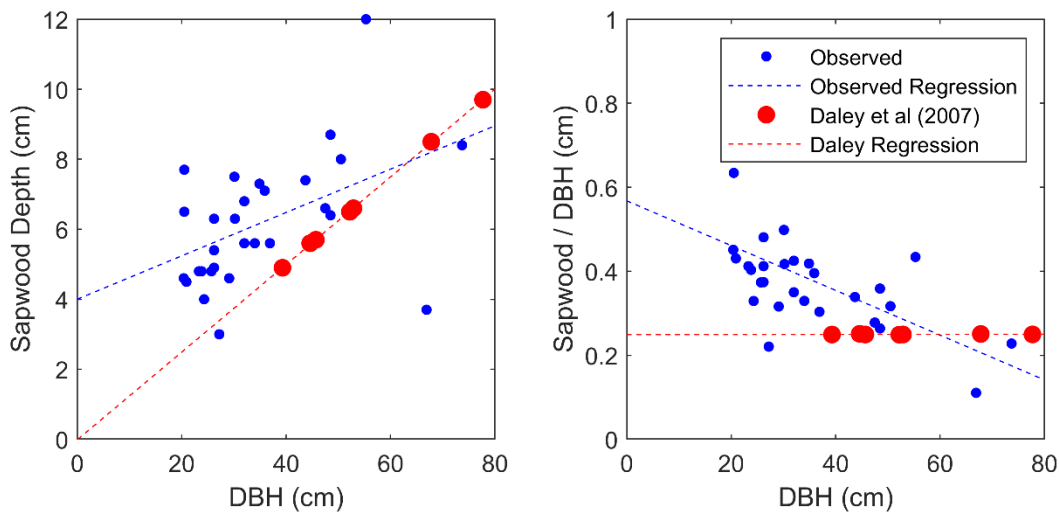 12
10
8
6
4
2
0
Sapwood Depth (cm)
0
20
40
60
80
DBH (cm)
1
0.8
0.6
0.4
0.2
0
Sapwood / DBH (cm)
Observed
Observed Regression
Daley et al (2007)
Daley Regression
0
20
40
60
80
DBH (cm)